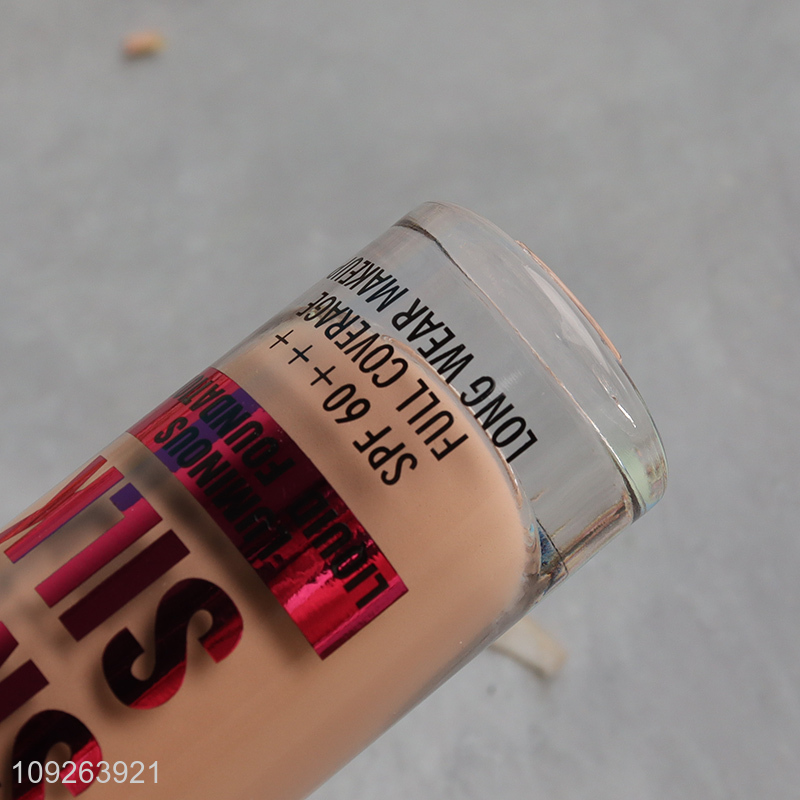 SILK
LUMINOUS
LIQUID FOUNDATION
SPF 60+++
FULL COVERAGE
LONG WEAR MAKEUP
109263921